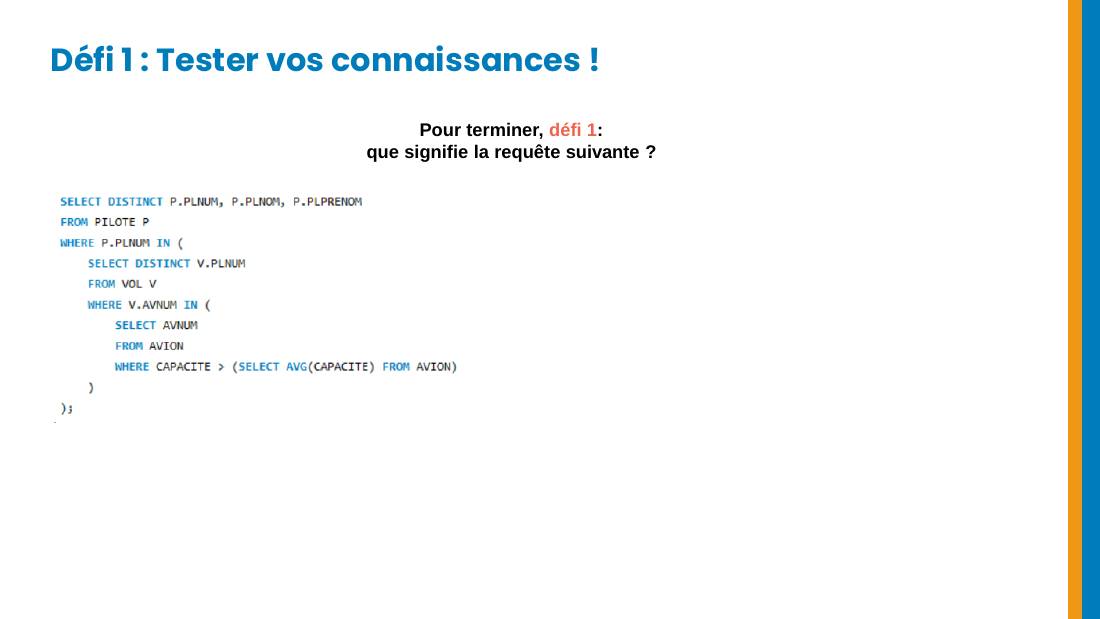 Défi 1 : Tester vos connaissances !
Pour terminer, défi 1:
que signifie la requête suivante ?
SELECT DISTINCT P.PLNUM, P.PLNOM, P.PLPRENOM
FROM PILOTE P
WHERE P.PLNUM IN (
SELECT DISTINCT V.PLNUM
FROM VOL V
WHERE V.AVNUM IN (
SELECT AVNUM
FROM AVION
WHERE CAPACITE > (SELECT AVG(CAPACITE) FROM AVION)
)
);